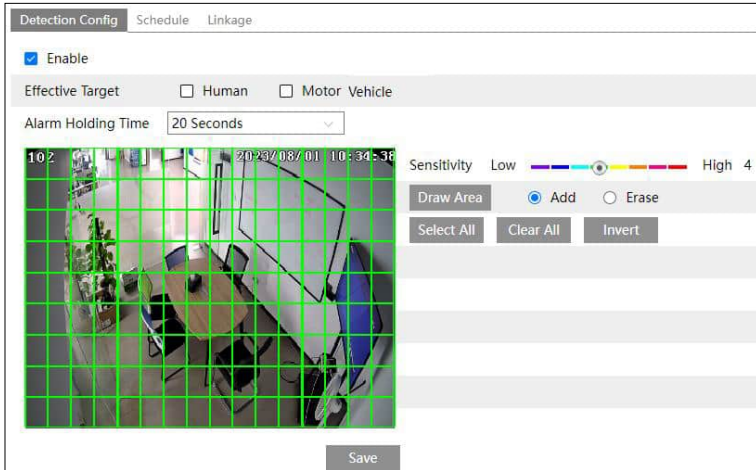 Detection Config Schedule Linkage
Enable
Effective Target Human Motor Vehicle
Alarm Holding Time 20 Seconds
102 2023/08/01 10:34:38
Sensitivity Low High 4
Draw Area Add Erase
Select All Clear All Invert
Save